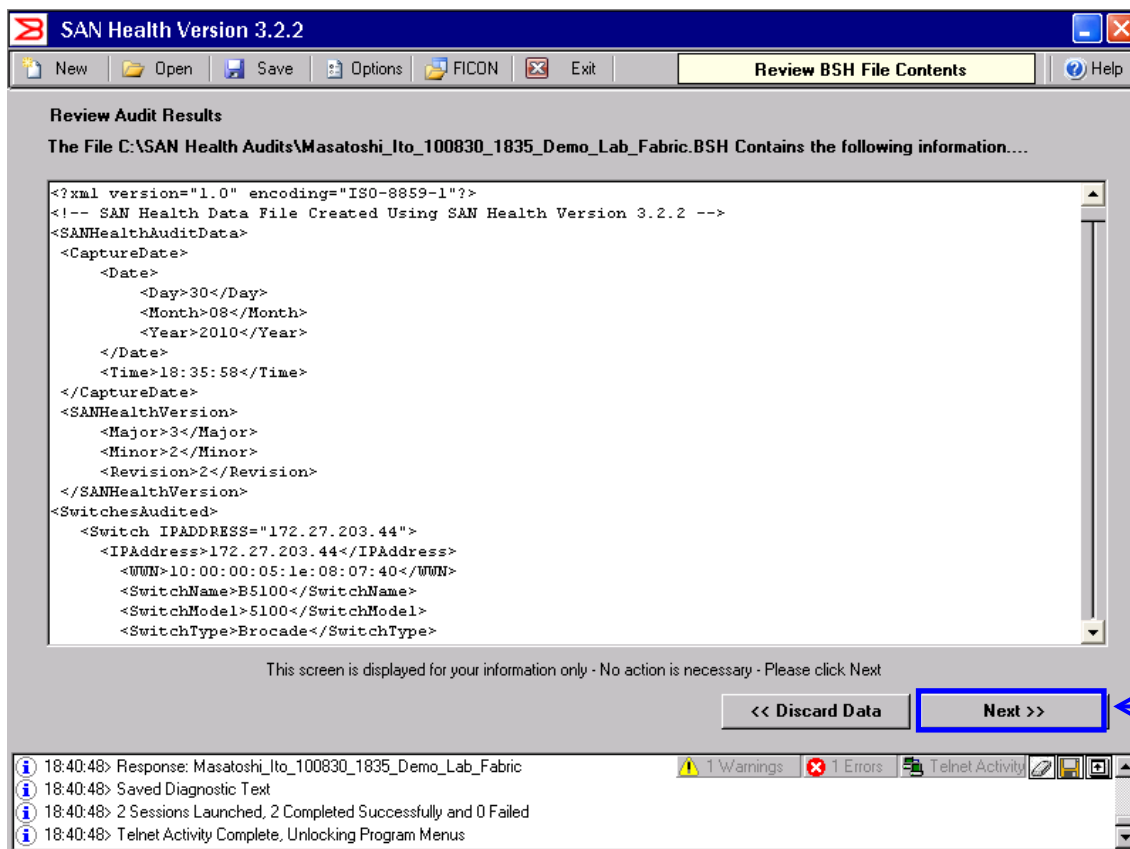 SAN Health Version 3.2.2
New Open Save Options FICON Exit Review BSH File Contents Help
Review Audit Results
The File C:\SAN Health Audits\Masatoshi_Ito_100830_1835_Demo_Lab_Fabric.BSH Contains the following information....
<?xml version="1.0" encoding="ISO-8859-1"?>
<!-- SAN Health Data File Created Using SAN Health Version 3.2.2 -->
<SANHealthAuditData>
<CaptureDate>
<Date>
<Day>30</Day>
<Month>08</Month>
<Year>2010</Year>
</Date>
<Time>18:35:58</Time>
</CaptureDate>
<SANHealthVersion>
<Major>3</Major>
<Minor>2</Minor>
<Revision>2</Revision>
</SANHealthVersion>
<SwitchesAudited>
<Switch IPADDRESS="172.27.203.44">
<IPAddress>172.27.203.44</IPAddress>
<WWN>10:00:00:05:1e:08:07:40</WWN>
<SwitchName>B5100</SwitchName>
<SwitchModel>5100</SwitchModel>
<SwitchType>Brocade</SwitchType>
This screen is displayed for your information only - No action is necessary - Please click Next
<< Discard Data Next >>
18:40:48> Response: Masatoshi_Ito_100830_1835_Demo_Lab_Fabric 1 Warnings 1 Errors Telnet Activity
18:40:48> Saved Diagnostic Text
18:40:48> 2 Sessions Launched, 2 Completed Successfully and 0 Failed
18:40:48> Telnet Activity Complete, Unlocking Program Menus